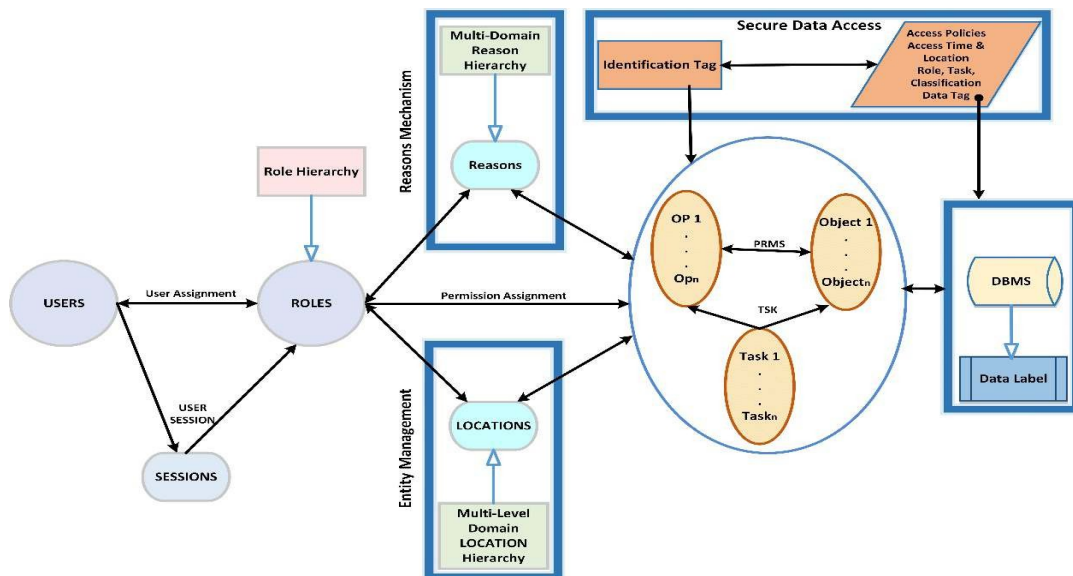 Secure Data Access
Multi-Domain
Reason
Hierarchy
Reasons Mechanism
Reasons
Identification Tag
Access Policies
Access Time &
Location
Role, Task,
Classification
Data Tag
Role Hierarchy
USERS
User Assignment
ROLES
Permission Assignment
OP 1
.
.
.
Opn
PRMS
Object 1
.
.
.
Objectn
TSK
Task 1
.
.
.
Taskn
DBMS
Data Label
USER
SESSION
SESSIONS
Entity Management
LOCATIONS
Multi-Level
Domain
LOCATION
Hierarchy